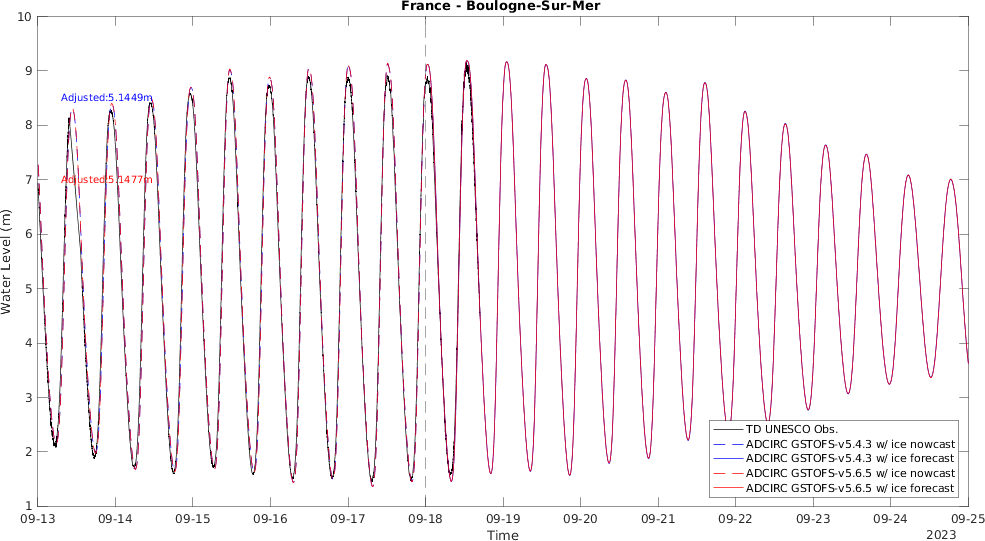 France - Boulogne-Sur-Mer
10
9
8
7
6
5
4
3
2
1
Water Level (m)
Adjusted:5.1449m
Adjusted:5.1477m
TD UNESCO Obs.
ADCIRC GSTOFS-v5.4.3 w/ ice nowcast
ADCIRC GSTOFS-v5.4.3 w/ ice forecast
ADCIRC GSTOFS-v5.6.5 w/ ice nowcast
ADCIRC GSTOFS-v5.6.5 w/ ice forecast
09-13 09-14 09-15 09-16 09-17 09-18 09-19 09-20 09-21 09-22 09-23 09-24 09-25
Time
2023